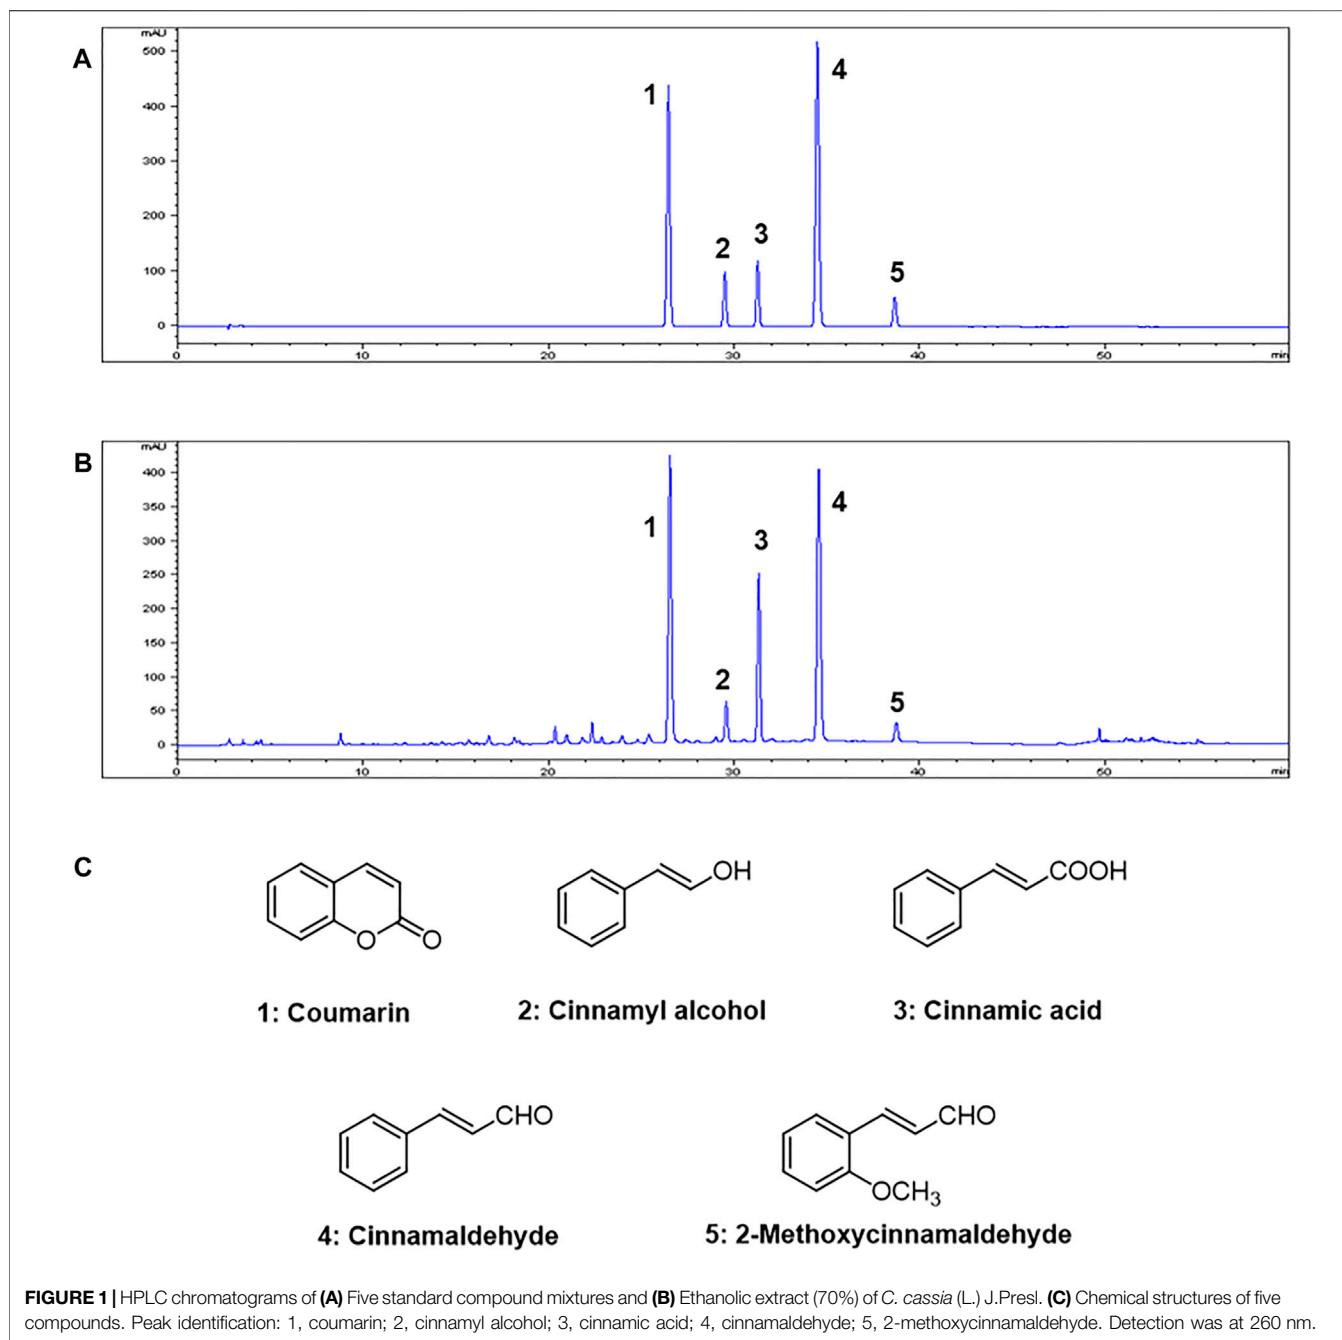 A
mAU
500
400
300
200
100
0
1
2
3
4
5
0 10 20 30 40 50 min
B
mAU
400
350
300
250
200
150
100
50
0
1
2
3
4
5
0 10 20 30 40 50 min
C
O O
OH
COOH
1: Coumarin 2: Cinnamyl alcohol 3: Cinnamic acid
CHO
CHO
OCH3
4: Cinnamaldehyde 5: 2-Methoxycinnamaldehyde
FIGURE 1 | HPLC chromatograms of (A) Five standard compound mixtures and (B) Ethanolic extract (70%) of C. cassia (L.) J.Presl. (C) Chemical structures of five
compounds. Peak identification: 1, coumarin; 2, cinnamyl alcohol; 3, cinnamic acid; 4, cinnamaldehyde; 5, 2-methoxycinnamaldehyde. Detection was at 260 nm.